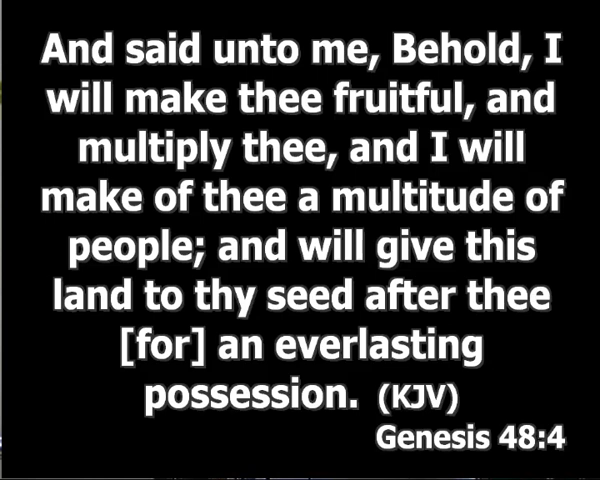 And said unto me, Behold, I
will make thee fruitful, and
multiply thee, and I will
make of thee a multitude of
people; and will give this
land to thy seed after thee
[for] an everlasting
possession. (KJV)
Genesis 48:4